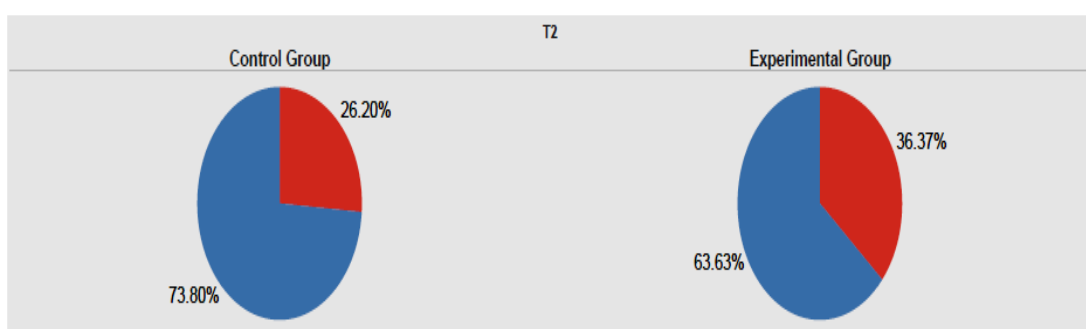 T2
Control Group
Experimental Group
26.20%
73.80%
36.37%
63.63%